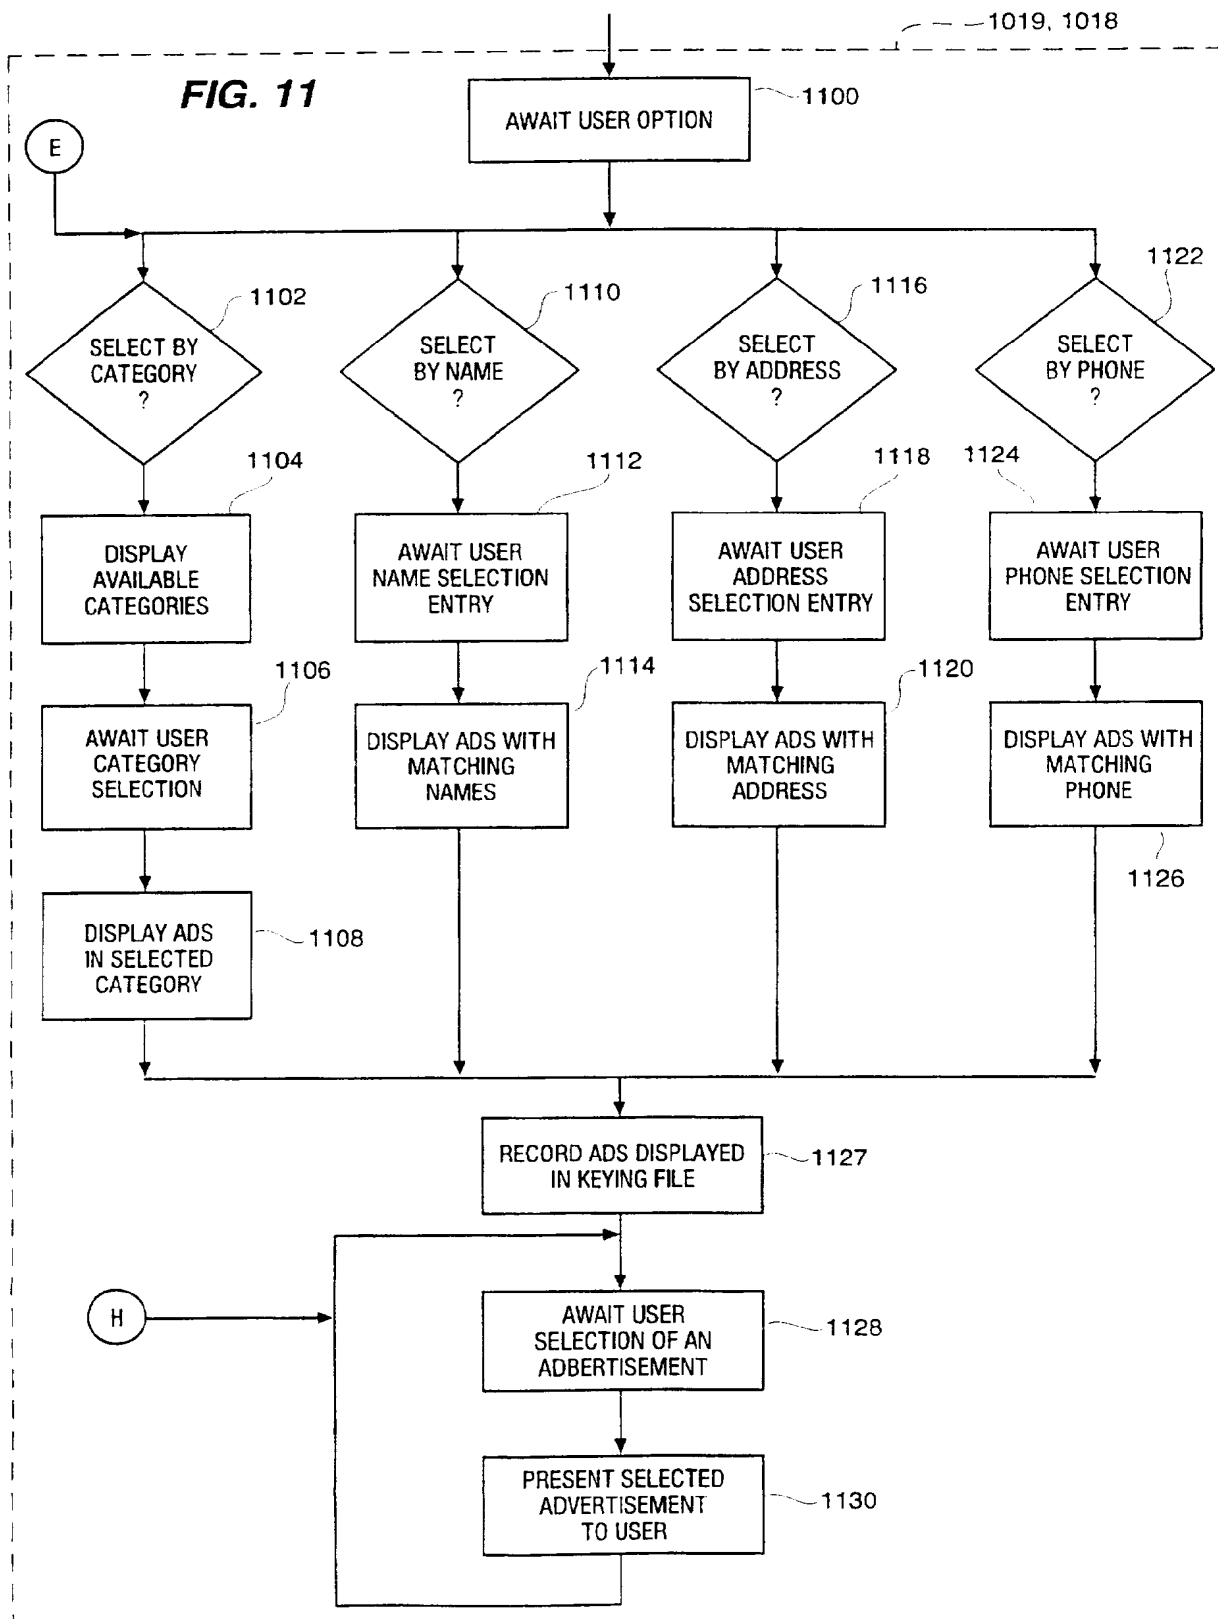 1019, 1018
FIG. 11
1100
AWAIT USER OPTION
E
1102
SELECT BY
CATEGORY
?
1110
SELECT
BY NAME
?
1116
SELECT
BY ADDRESS
?
1122
SELECT
BY PHONE
?
1104
DISPLAY
AVAILABLE
CATEGORIES
1112
AWAIT USER
NAME SELECTION
ENTRY
1118
AWAIT USER
ADDRESS
SELECTION ENTRY
1124
AWAIT USER
PHONE SELECTION
ENTRY
1106
AWAIT USER
CATEGORY
SELECTION
1114
DISPLAY ADS WITH
MATCHING
NAMES
1120
DISPLAY ADS WITH
MATCHING
ADDRESS
DISPLAY ADS WITH
MATCHING
PHONE
1126
DISPLAY ADS
IN SELECTED
CATEGORY
1108
RECORD ADS DISPLAYED
IN KEYING FILE
1127
H
AWAIT USER
SELECTION OF AN
ADBERTISEMENT
1128
PRESENT SELECTED
ADVERTISEMENT
TO USER
1130